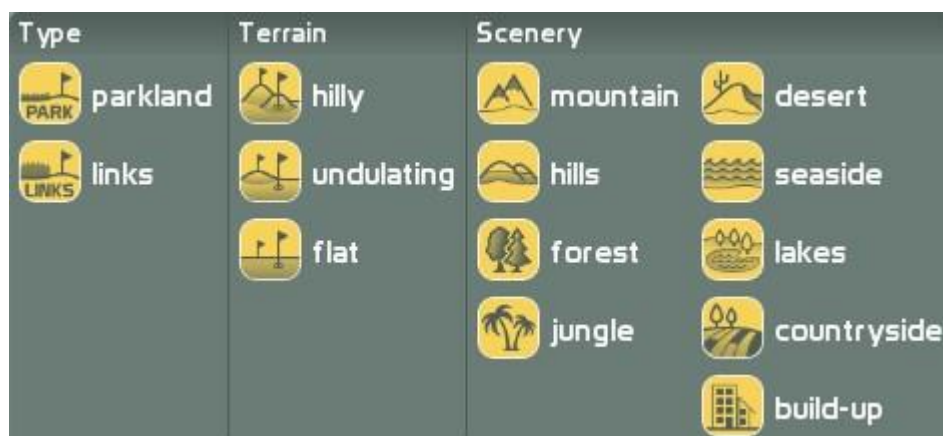 Type
Terrain
Scenery
PARK
parkland
hilly
mountain
desert
LINKS
links
undulating
hills
seaside
flat
forest
lakes
jungle
countryside
build-up